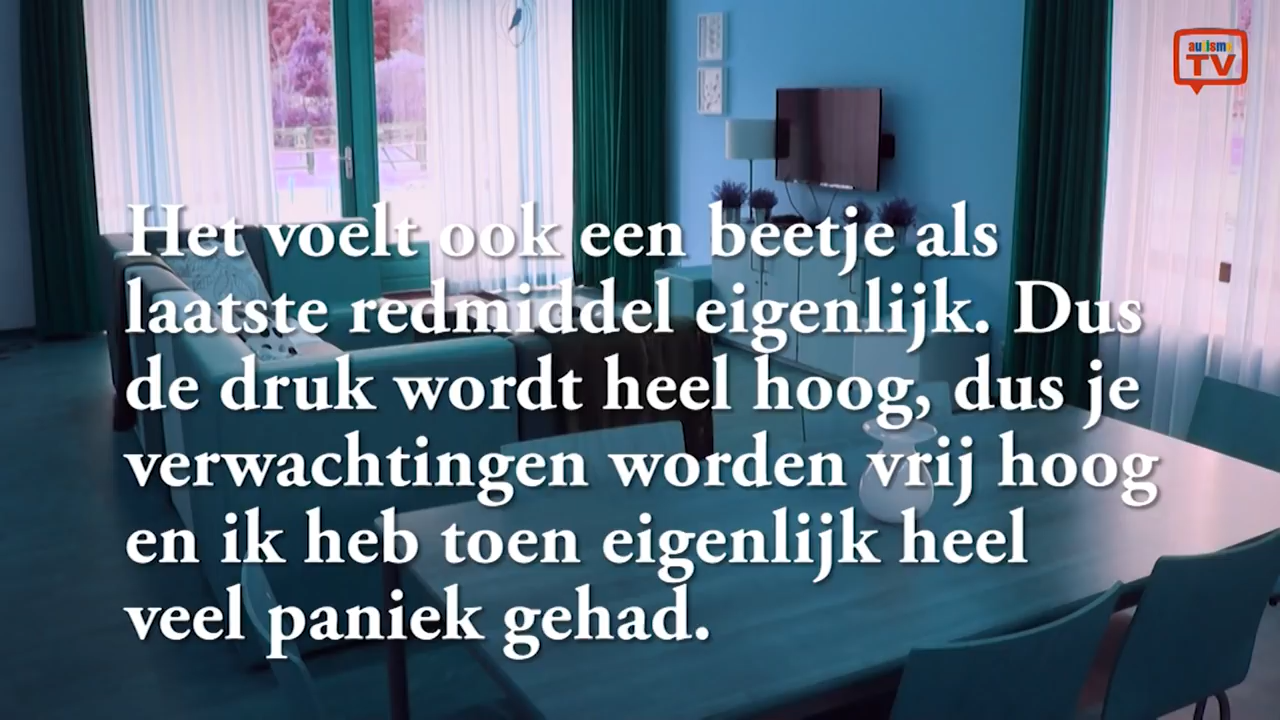 autisme
TV
Het voelt ook een beetje als
laatste redmiddel eigenlijk. Dus
de druk wordt heel hoog, dus je
verwachtingen worden vrij hoog
en ik heb toen eigenlijk heel
veel paniek gehad.